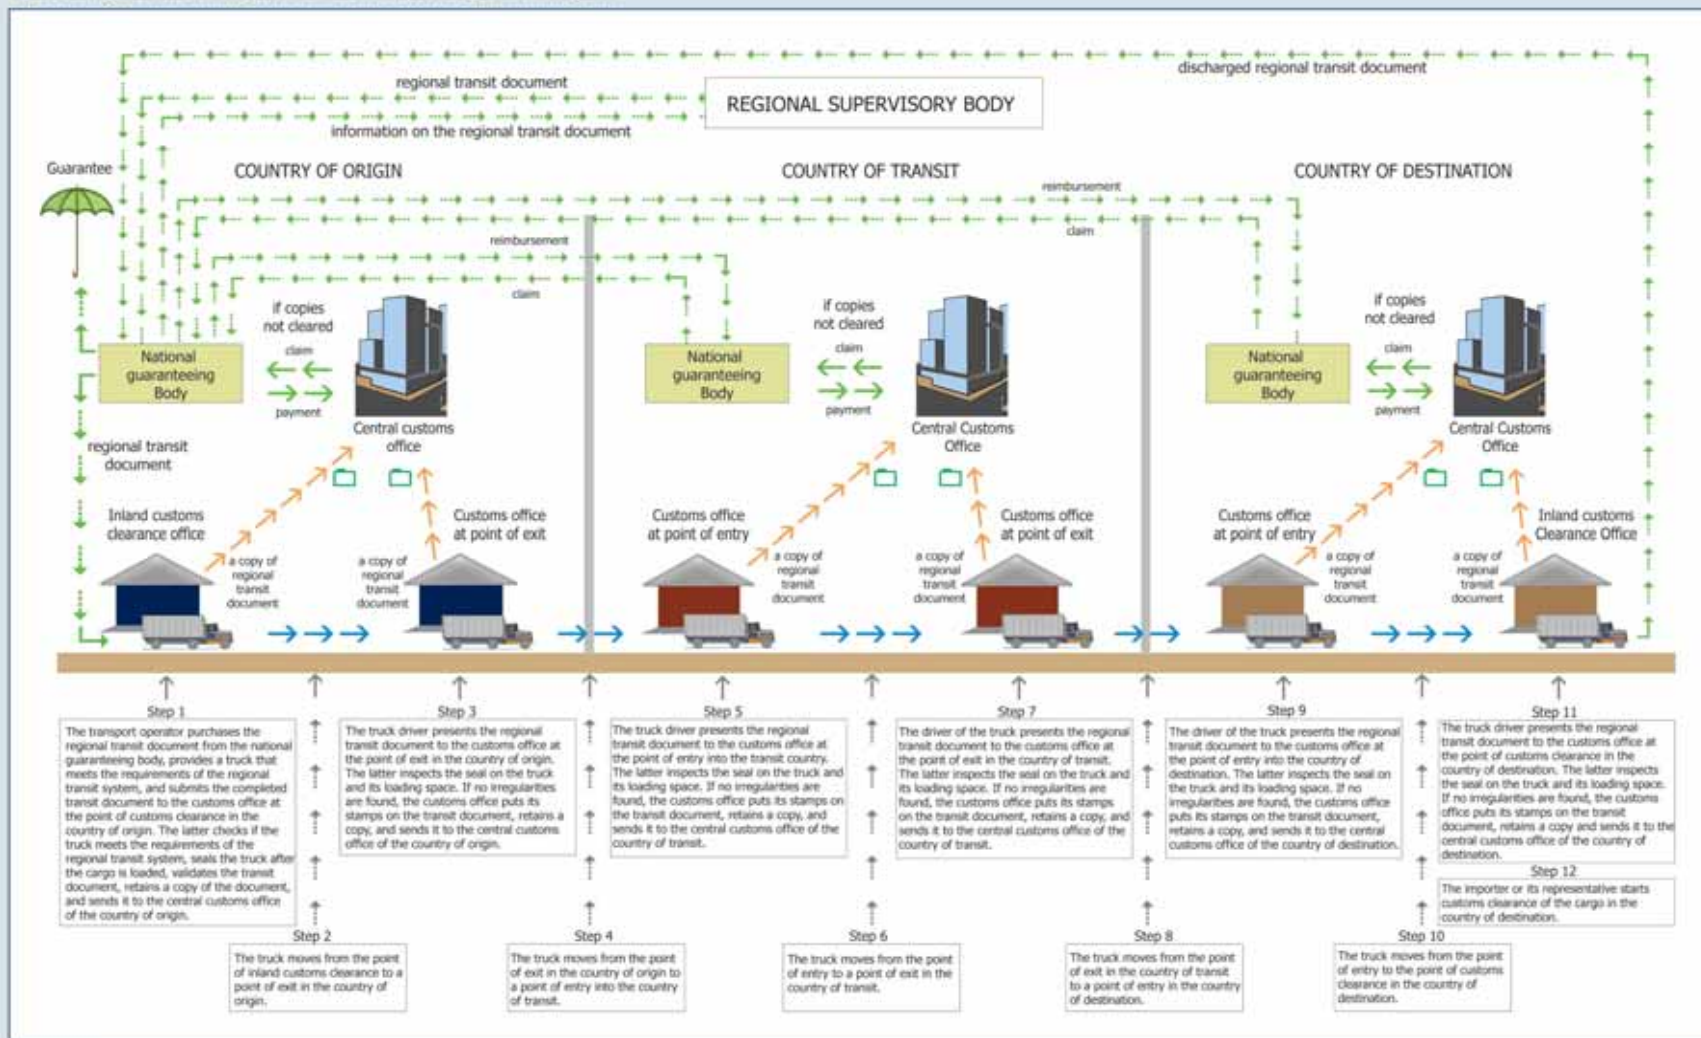 discharged regional transit document
regional transit document
REGIONAL SUPERVISORY BODY
information on the regional transit document
Guarantee
COUNTRY OF ORIGIN
COUNTRY OF TRANSIT
COUNTRY OF DESTINATION
reimbursement
claim
reimbursement
claim
if copies
not cleared
claim
payment
National
guaranteeing
Body
Central customs
office
if copies
not cleared
claim
payment
National
guaranteeing
Body
Central Customs
Office
if copies
not cleared
claim
payment
National
guaranteeing
Body
Central Customs
Office
regional transit
document
Inland customs
clearance office
a copy of
regional
transit
document
a copy of
regional
transit
document
Customs office
at point of exit
Customs office
at point of entry
a copy of
regional
transit
document
a copy of
regional
transit
document
Customs office
at point of exit
Customs office
at point of entry
a copy of
regional
transit
document
a copy of
regional
transit
document
Inland customs
Clearance Office
Step 1
The transport operator purchases the
regional transit document from the national
guaranteeing body, provides a truck that
meets the requirements of the regional
transit system, and submits the completed
transit document to the customs office at
the point of customs clearance in the
country of origin. The latter checks if the
truck meets the requirements of the
regional transit system, seals the truck after
the cargo is loaded, validates the transit
document, retains a copy of the document,
and sends it to the central customs office
of the country of origin.
Step 2
The truck moves from the point
of inland customs clearance to a
point of exit in the country of
origin.
Step 3
The truck driver presents the regional
transit document to the customs office at
the point of exit in the country of origin.
The latter inspects the seal on the truck
and its loading space. If no irregularities
are found, the customs office puts its
stamps on the transit document, retains a
copy, and sends it to the central customs
office of the country of origin.
Step 4
The truck moves from the point
of exit in the country of origin to
a point of entry into the country
of transit.
Step 5
The truck driver presents the regional
transit document to the customs office at
the point of entry into the transit country.
The latter inspects the seal on the truck and
its loading space. If no irregularities are
found, the customs office puts its stamps on
the transit document, retains a copy, and
sends it to the central customs office of the
country of transit.
Step 6
The truck moves from the point
of entry to a point of exit in the
country of transit.
Step 7
The driver of the truck presents the regional
transit document to the customs office at
the point of exit in the country of transit.
The latter inspects the seal on the truck and
its loading space. If no irregularities are
found, the customs office puts its stamps
on the transit document, retains a copy, and
sends it to the central customs office of the
country of transit.
Step 8
The truck moves from the point
of exit in the country of transit
to a point of entry in the country
of destination.
Step 9
The driver of the truck presents the regional
transit document to the customs office at
the point of entry into the country of
destination. The latter inspects the seal on
the truck and its loading space. If no
irregularities are found, the customs office
puts its stamps on the transit document,
retains a copy, and sends it to the central
customs office of the country of destination.
Step 10
The truck moves from the point
of entry to the point of customs
clearance in the country of
destination.
Step 11
The truck driver presents the regional
transit document to the customs office at
the point of customs clearance in the
country of destination. The latter inspects
the seal on the truck and its loading space.
If no irregularities are found, the customs
office puts its stamps on the transit
document, retains a copy and sends it to the
central customs office of the country of
destination.
Step 12
The importer or its representative starts
customs clearance of the cargo in the
country of destination.